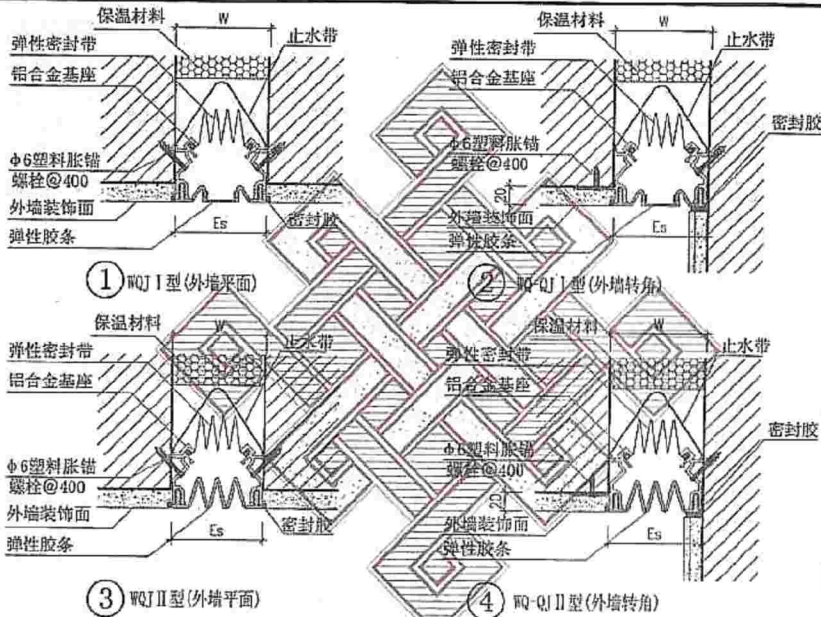 保温材料
W
弹性密封带
止水带
铝合金基座
φ6塑料胀锚
螺栓@400
外墙装饰面
弹性胶条
Es
密封胶
① WQJⅠ型(外墙平面)
保温材料
W
弹性密封带
止水带
铝合金基座
密封胶
φ6塑料胀锚
螺栓@400
20
外墙装饰面
弹性胶条
Es
② WQ-QJⅠ型(外墙转角)
保温材料
W
弹性密封带
止水带
铝合金基座
φ6塑料胀锚
螺栓@400
外墙装饰面
弹性胶条
Es
密封胶
③ WQJⅡ型(外墙平面)
保温材料
W
弹性密封带
止水带
铝合金基座
密封胶
φ6塑料胀锚
螺栓@400
20
外墙装饰面
弹性胶条
Es
④ WQ-QJⅡ型(外墙转角)